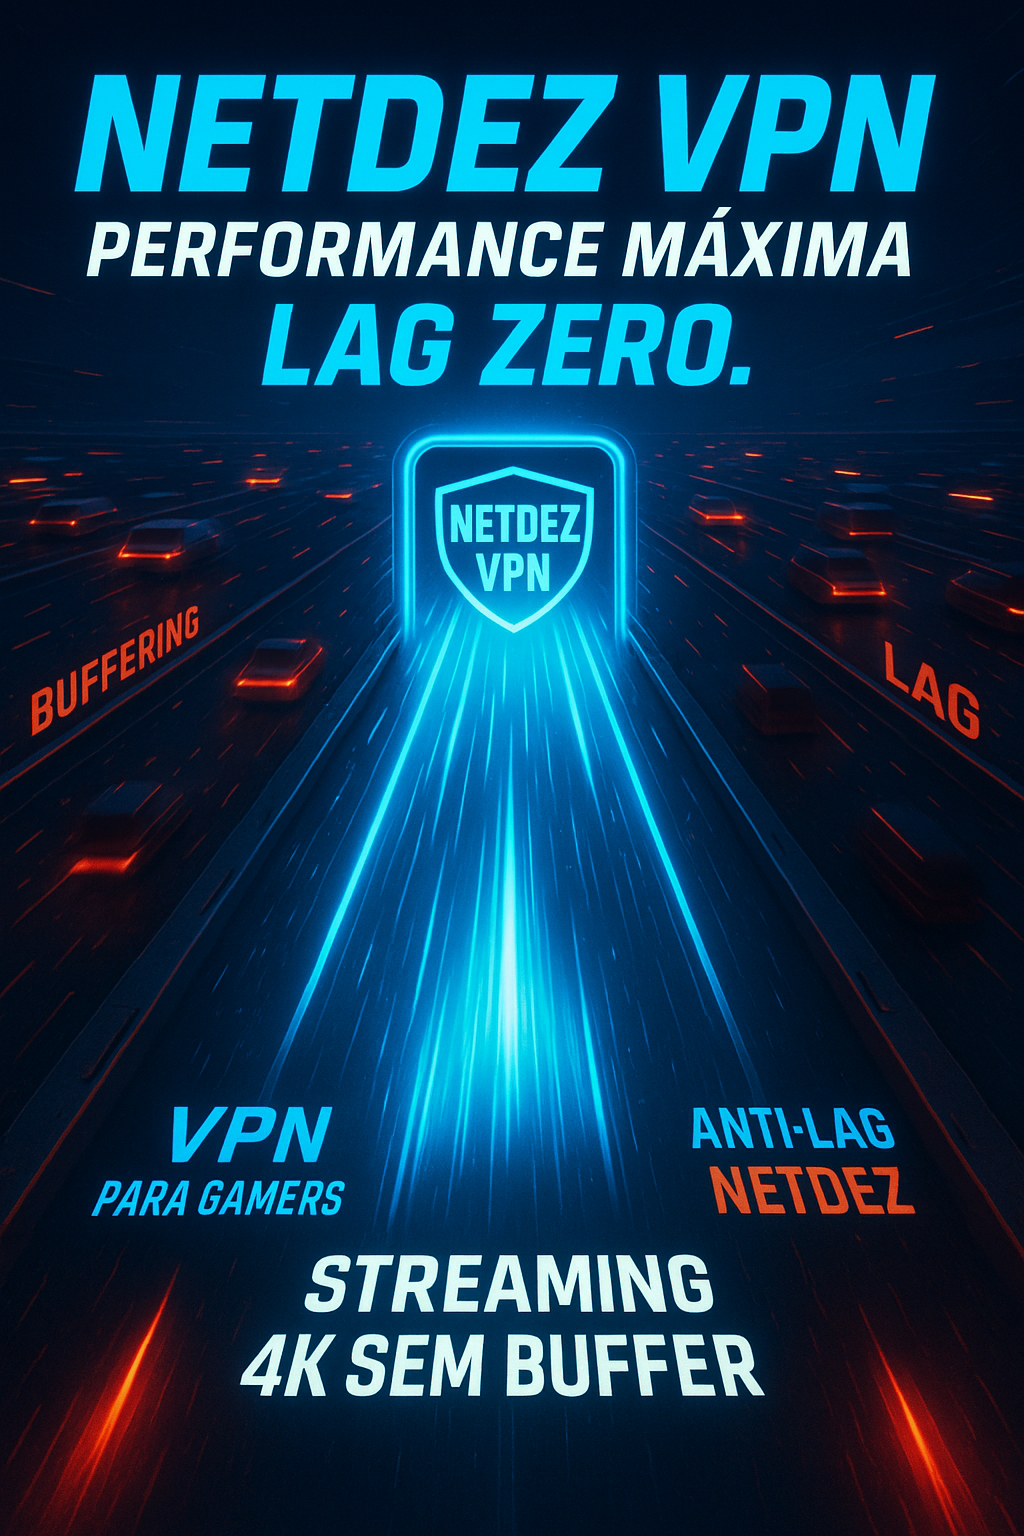 NETDEZ VPN
PERFORMANCE MÁXIMA
LAG ZERO.
NETDEZ
VPN
BUFFERING
LAG
VPN
PARA GAMERS
ANTI-LAG
NETDEZ
STREAMING
4K SEM BUFFER